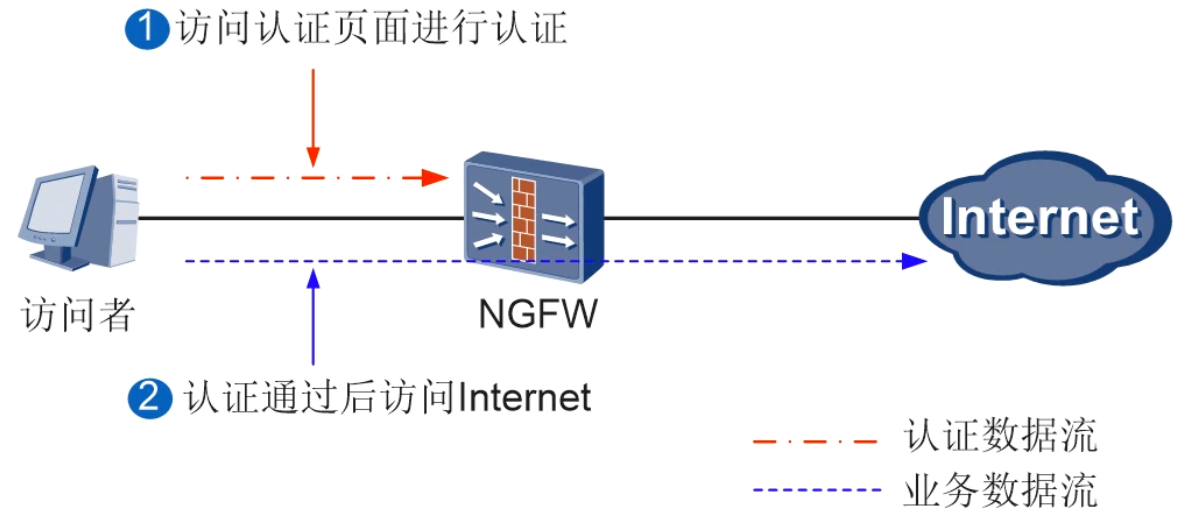 1 访问认证页面进行认证
Internet
访问者
NGFW
2 认证通过后访问Internet
认证数据流
业务数据流